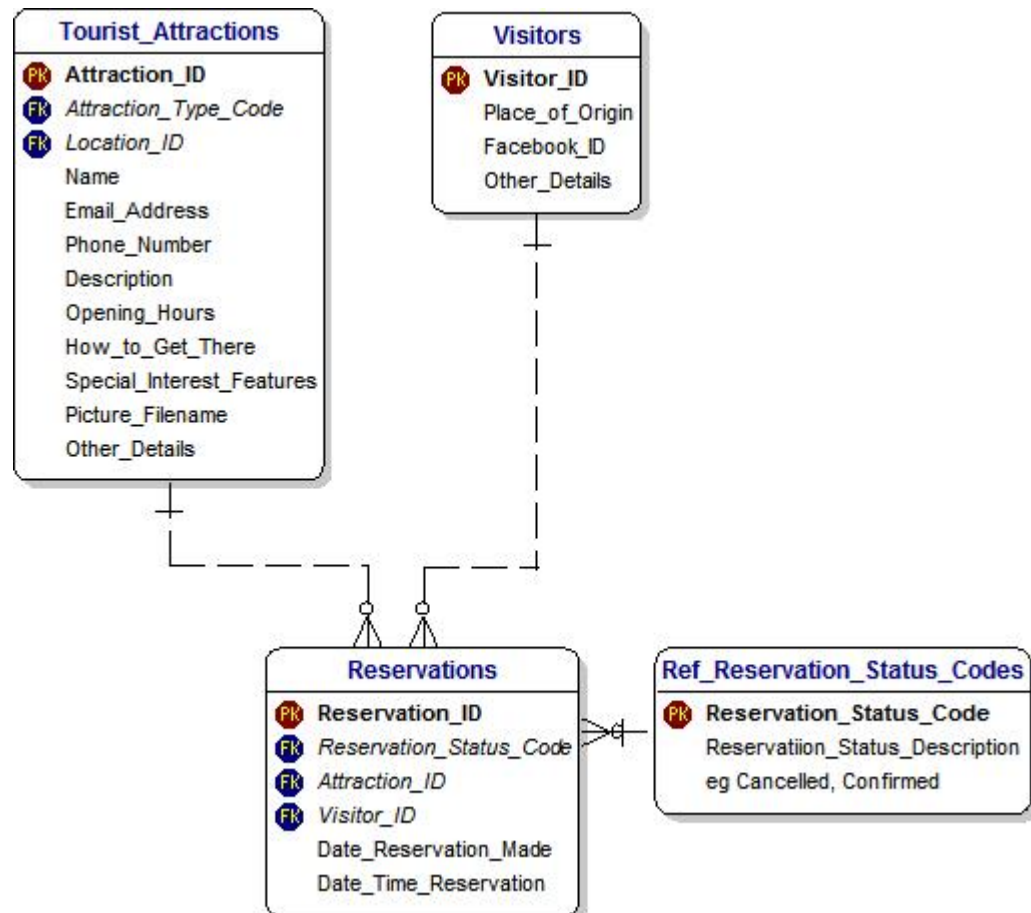 Tourist_Attractions
PK Attraction_ID
FK Attraction_Type_Code
FK Location_ID
Name
Email_Address
Phone_Number
Description
Opening_Hours
How_to_Get_There
Special_Interest_Features
Picture_Filename
Other_Details
Visitors
PK Visitor_ID
Place_of_Origin
Facebook_ID
Other_Details
Reservations
PK Reservation_ID
FK Reservation_Status_Code
FK Attraction_ID
FK Visitor_ID
Date_Reservation_Made
Date_Time_Reservation
Ref_Reservation_Status_Codes
PK Reservation_Status_Code
Reservatiion_Status_Description
eg Cancelled, Confirmed